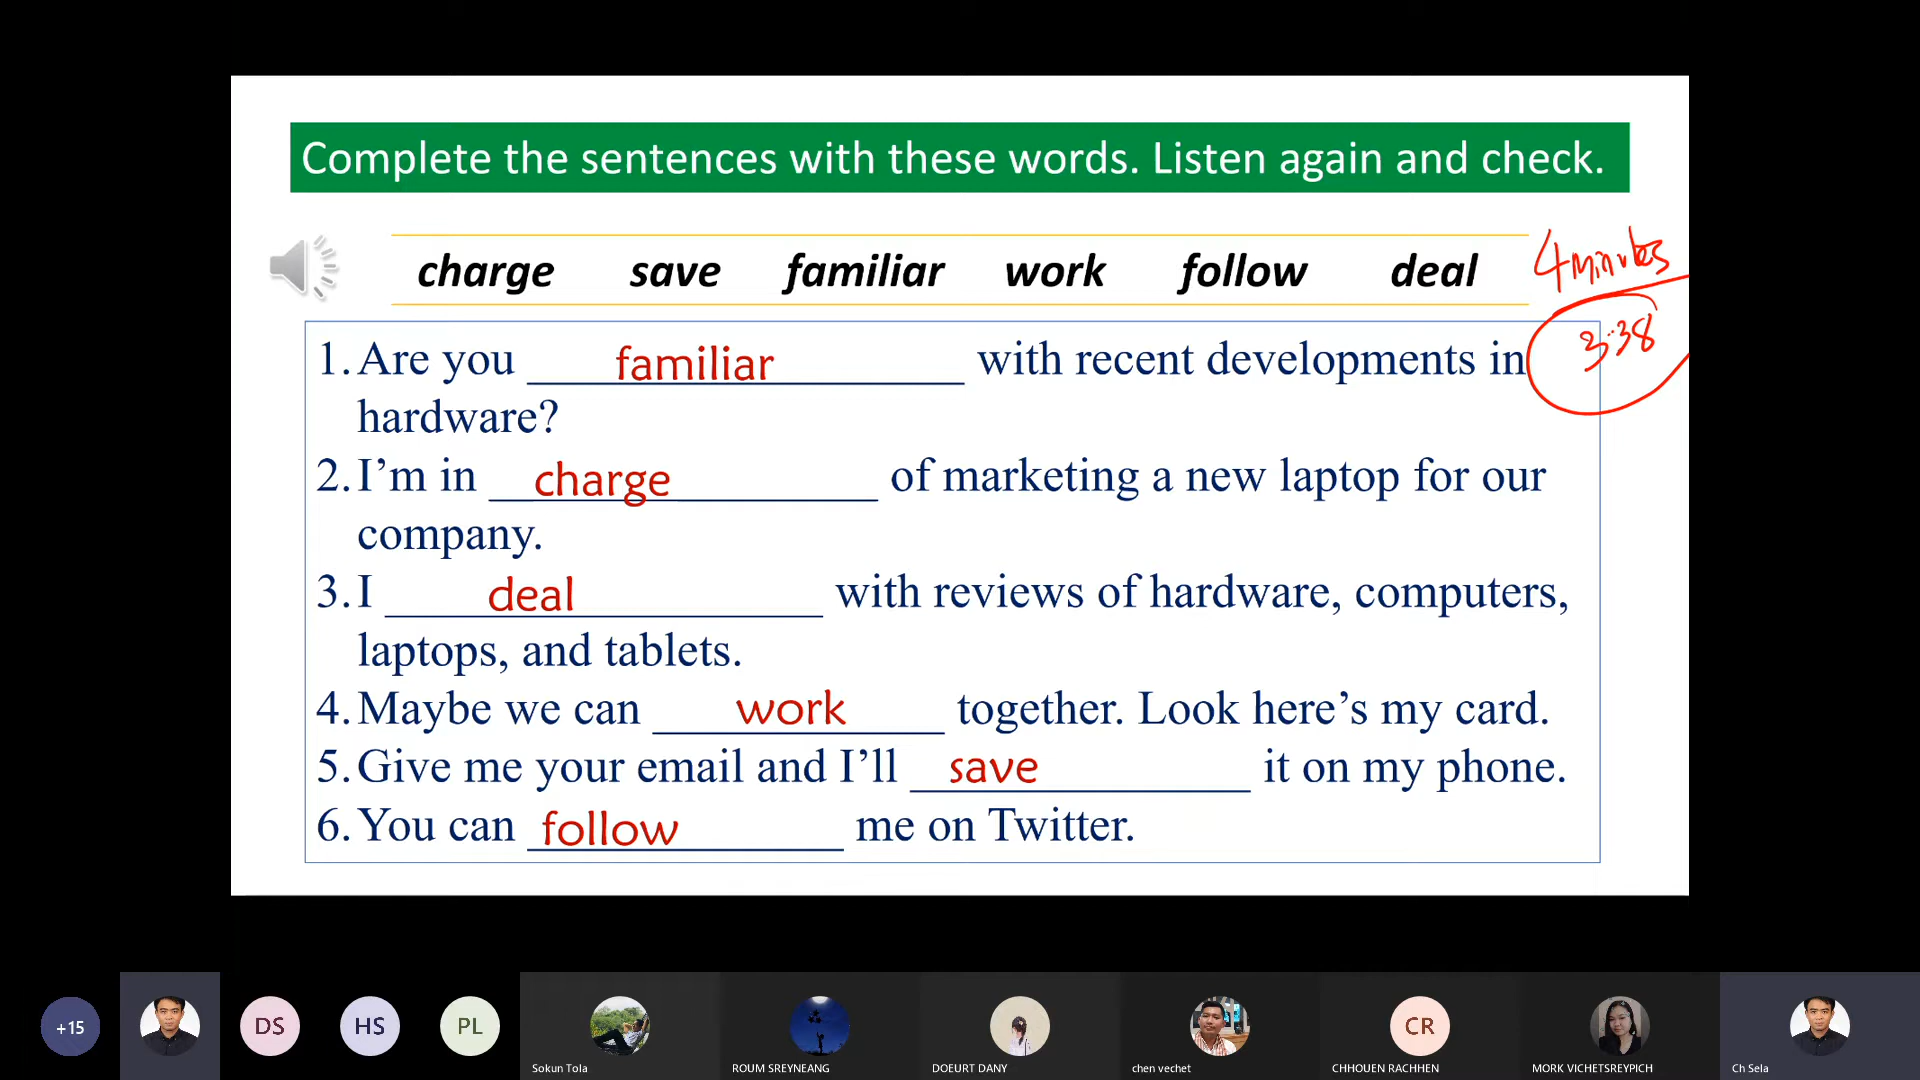 Complete the sentences with these words. Listen again and check.
charge save familiar work follow deal
4 minutes
3:38
1. Are you familiar with recent developments in
hardware?
2. I'm in charge of marketing a new laptop for our
company.
3. I deal with reviews of hardware, computers,
laptops, and tablets.
4. Maybe we can work together. Look here's my card.
5. Give me your email and I'll save it on my phone.
6. You can follow me on Twitter.
+15 DS HS PL CR
Sokun Tola ROUM SREYNEANG DOEURT DANY chen vechet CHHOUEN RACHHEN MORK VICHETSREYPICH Ch Sela